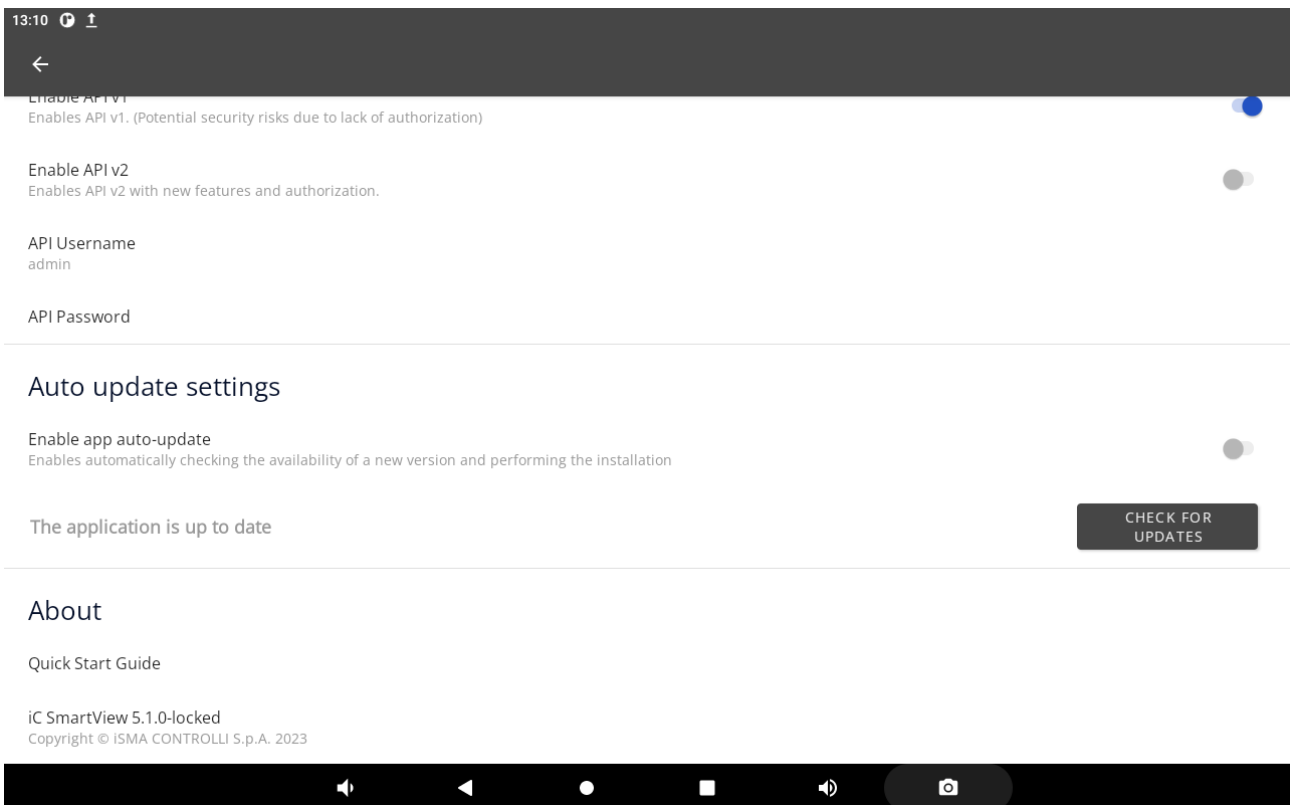 13:10
Enable API v1
Enables API v1. (Potential security risks due to lack of authorization)
Enable API v2
Enables API v2 with new features and authorization.
API Username
admin
API Password
Auto update settings
Enable app auto-update
Enables automatically checking the availability of a new version and performing the installation
The application is up to date
CHECK FOR
UPDATES
About
Quick Start Guide
iC SmartView 5.1.0-locked
Copyright © iSMA CONTROLLI S.p.A. 2023